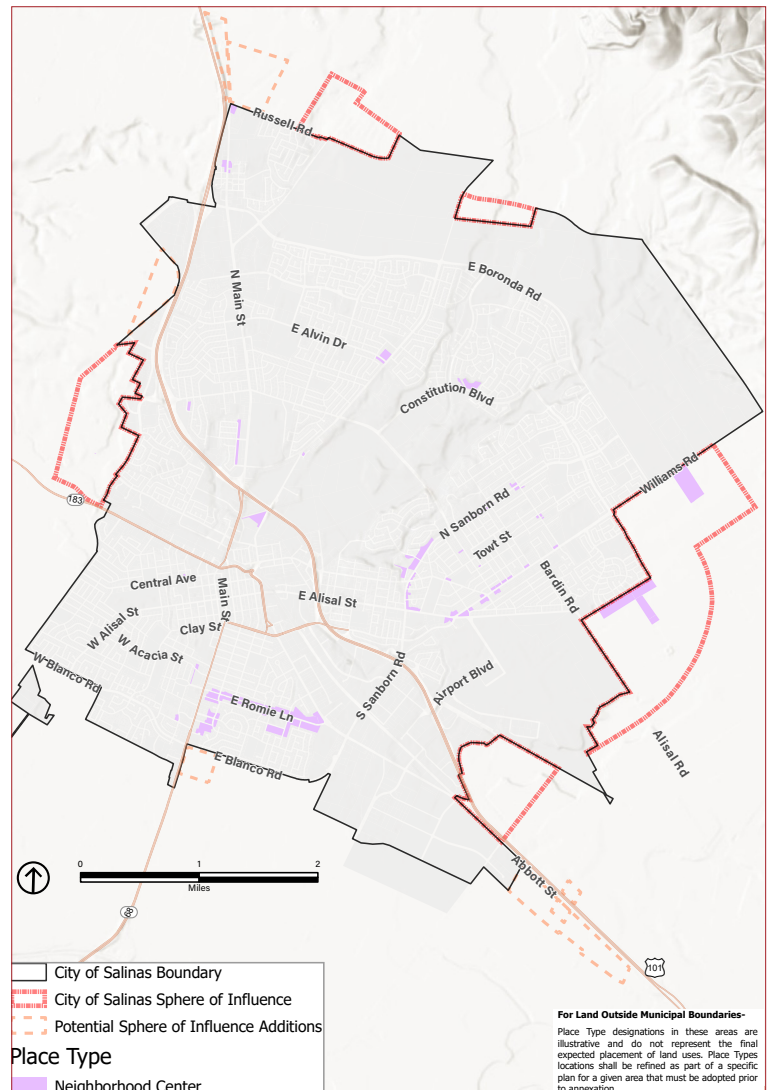 Russell Rd
E Boronda Rd
N Main St
E Alvin Dr
Constitution Blvd
Williams Rd
183
N Sanborn Rd
Towt St
Bardin Rd
Central Ave
Main St
E Alisal St
W Alisal St
Clay St
W Acacia St
W Blanco Rd
S Sanborn Rd
Airport Blvd
E Romie Ln
Alisal Rd
E Blanco Rd
0 1 2
Miles
Abbott St
68
101
City of Salinas Boundary
City of Salinas Sphere of Influence
Potential Sphere of Influence Additions
Place Type
Neighborhood Center
For Land Outside Municipal Boundaries-
Place Type designations in these areas are
illustrative and do not represent the final
expected placement of land uses. Place Types
locations shall be refined as part of a specific
plan for a given area that must be adopted prior
to annexation